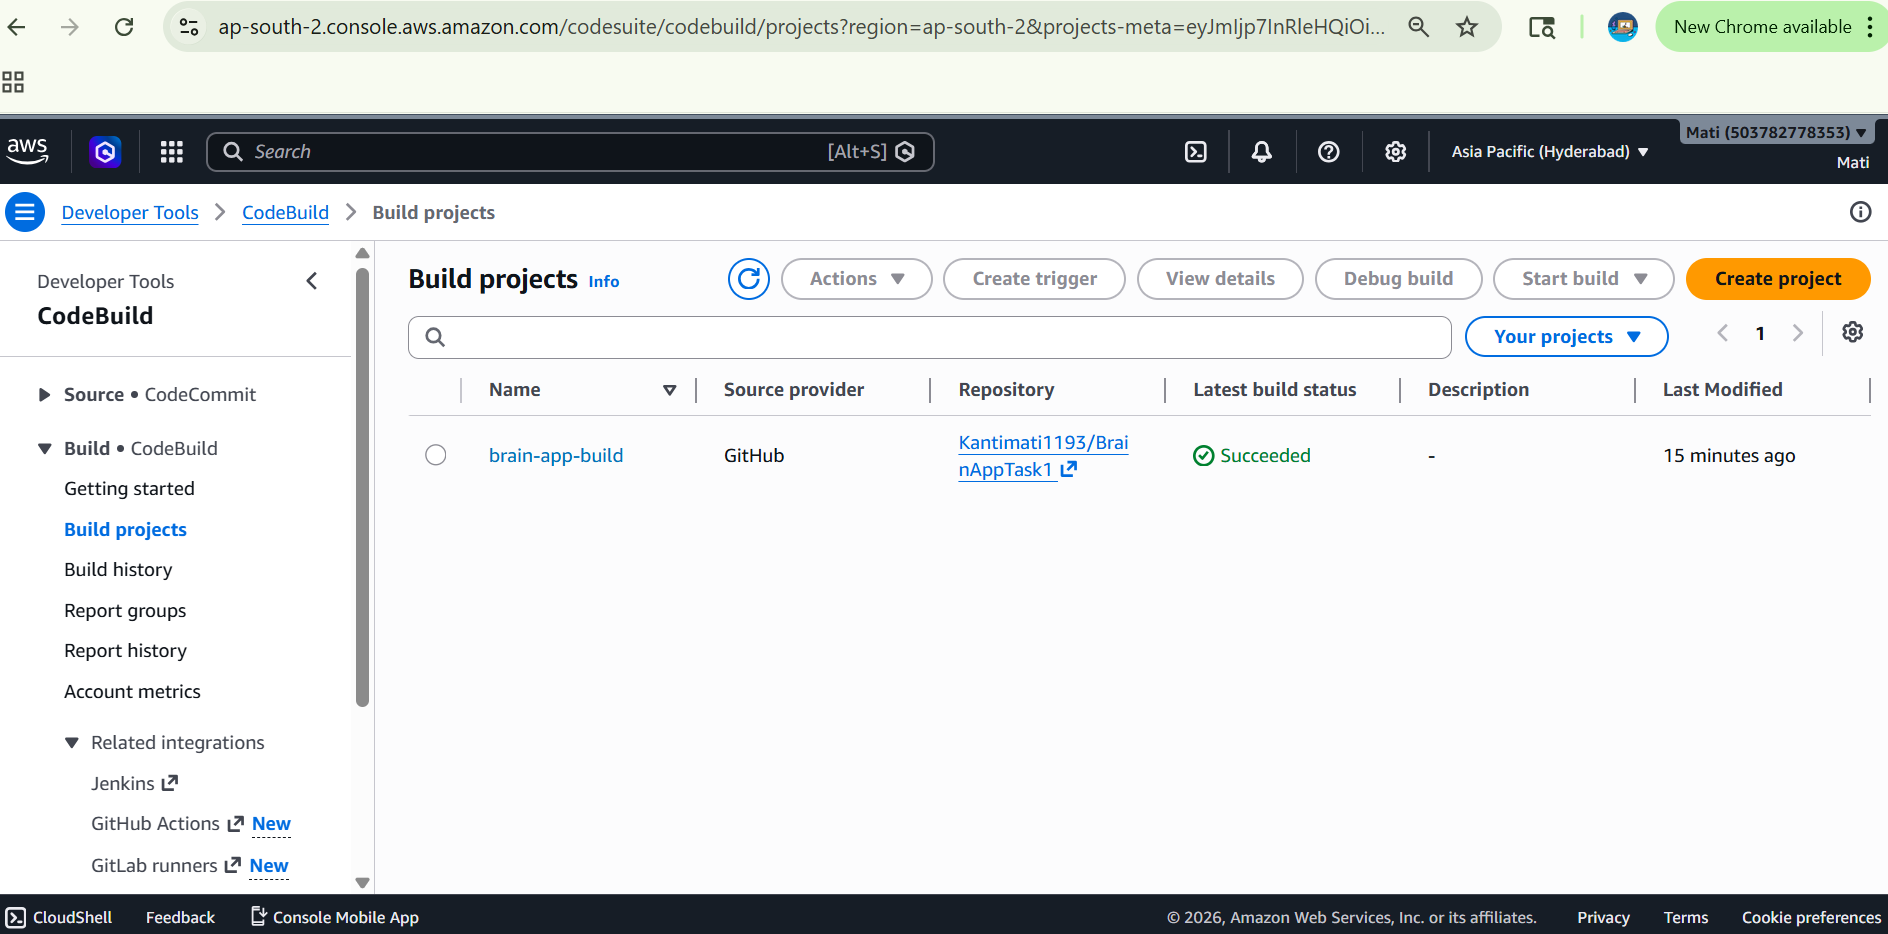 ap-south-2.console.aws.amazon.com/codesuite/codebuild/projects?region=ap-south-2&projects-meta=eyJmIjp7InRleHQiOi...
New Chrome available
aws
Search
[Alt+S]
Asia Pacific (Hyderabad)
Mati (503782778353)
Mati
Developer Tools
CodeBuild
Build projects
Developer Tools
CodeBuild
Source • CodeCommit
Build • CodeBuild
Getting started
Build projects
Build history
Report groups
Report history
Account metrics
Related integrations
Jenkins
GitHub Actions New
GitLab runners New
Build projects Info
Actions
Create trigger
View details
Debug build
Start build
Create project
Your projects
1
Name
Source provider
Repository
Latest build status
Description
Last Modified
brain-app-build
GitHub
Kantimati1193/Brai
nAppTask1
Succeeded
-
15 minutes ago
CloudShell
Feedback
Console Mobile App
© 2026, Amazon Web Services, Inc. or its affiliates.
Privacy
Terms
Cookie preferences